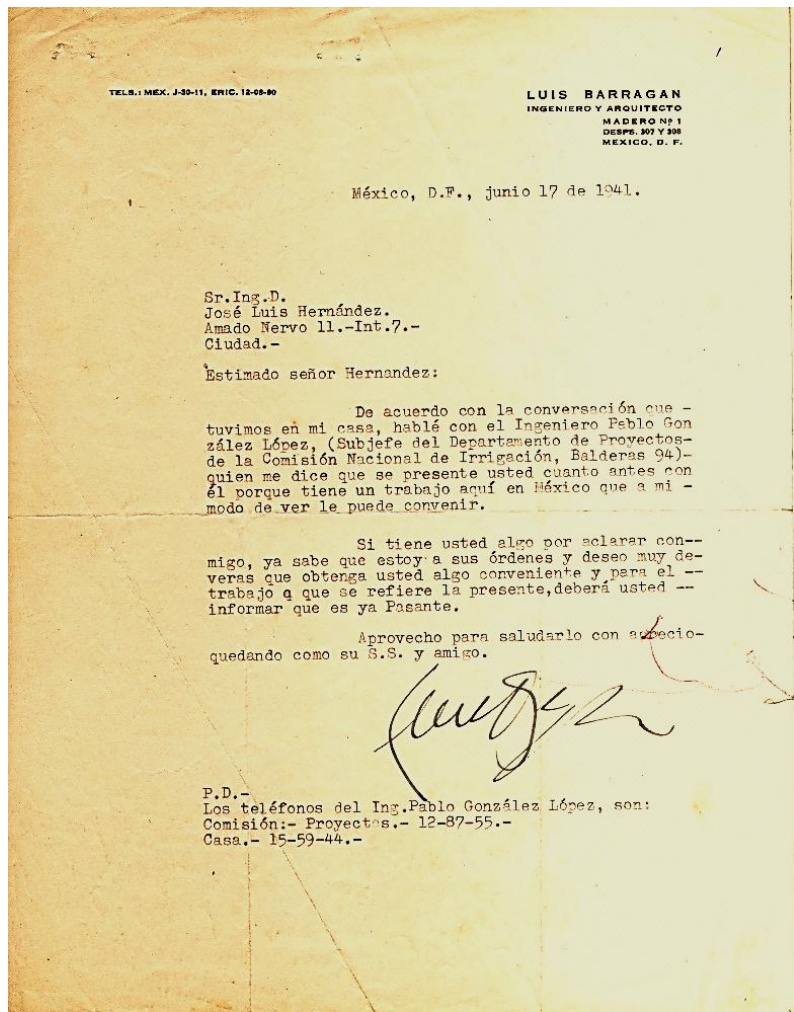 TELS.: MEX. J-30-11, ERIC. 12-08-90
LUIS BARRAGAN
INGENIERO Y ARQUITECTO
MADERO Nº 1
DESPS. 307 Y 308
MEXICO, D. F.
México, D.F., junio 17 de 1941.
Sr.Ing.D.
José Luis Hernández.
Amado Nervo 11.-Int.7.-
Ciudad.-
Estimado señor Hernandez:
De acuerdo con la conversación que -
tuvimos en mi casa, hablé con el Ingeniero Pablo Gon
zález López, (Subjefe del Departamento de Proyectos-
de la Comisión Nacional de Irrigación, Balderas 94)-
quien me dice que se presente usted cuanto antes con
él porque tiene un trabajo aquí en México que a mi -
modo de ver le puede convenir.
Si tiene usted algo por aclarar con--
migo, ya sabe que estoy a sus órdenes y deseo muy de-
veras que obtenga usted algo conveniente y para el --
trabajo a que se refiere la presente,deberá usted --
informar que es ya Pasante.
Aprovecho para saludarlo con aprecio-
quedando como su S.S. y amigo.
P.D.-
Los teléfonos del Ing.Pablo González López, son:
Comisión:- Proyectos.- 12-87-55.-
Casa.- 15-59-44.-